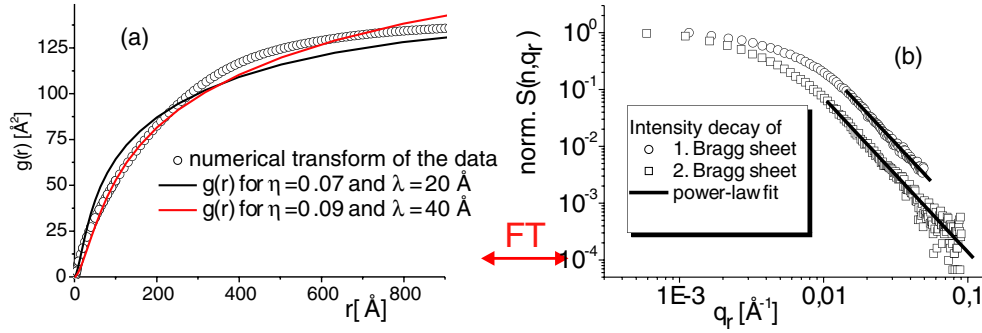 (a)
g(r) [Å²]
125
100
75
50
25
0
numerical transform of the data
g(r) for η=0.07 and λ= 20 Å
g(r) for η=0.09 and λ= 40 Å
0 200 400 600 800
r[ Å]
FT
(b)
norm. S(n,qr)
10⁰
10⁻¹
10⁻²
10⁻³
10⁻⁴
Intensity decay of
1. Bragg sheet
2. Bragg sheet
power-law fit
1E-3 0,01 0,1
qr [Å⁻¹]